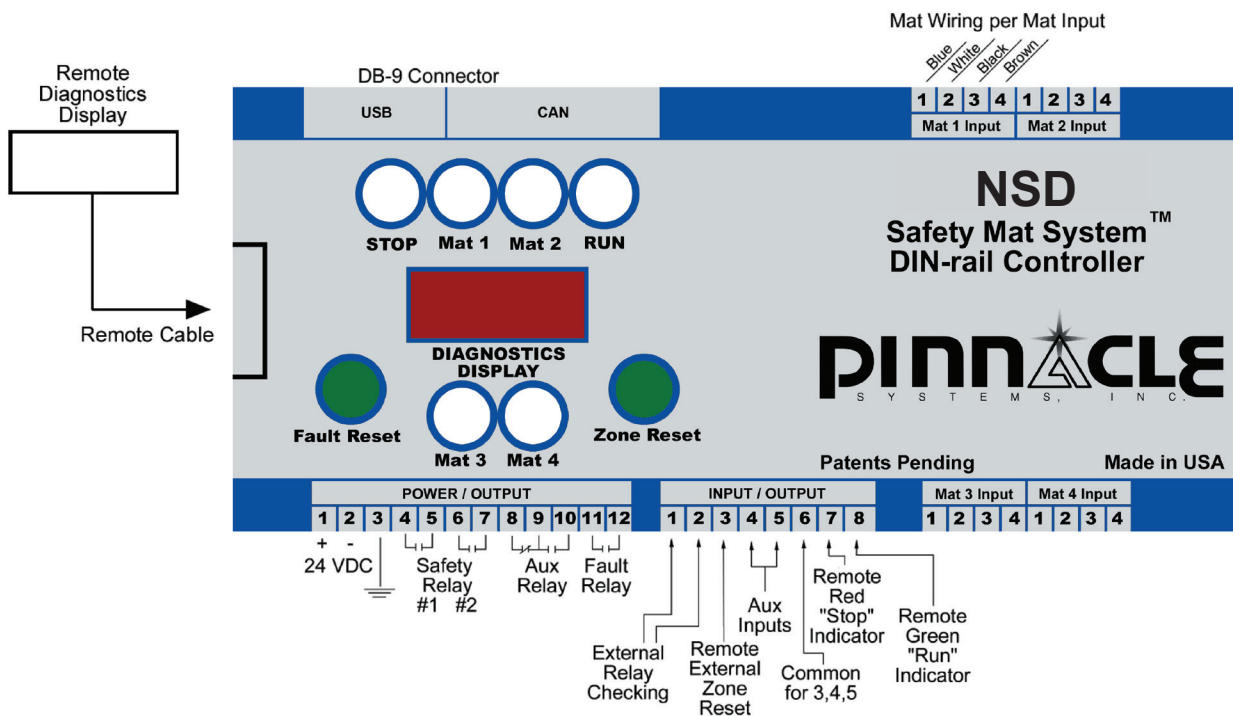 Mat Wiring per Mat Input
Blue
White
Black
Brown
Remote
Diagnostics
Display
DB-9 Connector
USB
CAN
1 2 3 4 1 2 3 4
Mat 1 Input
Mat 2 Input
STOP
Mat 1
Mat 2
RUN
NSD
Safety Mat System™
DIN-rail Controller
Remote Cable
DIAGNOSTICS
DISPLAY
PINNACLE
SYSTEMS, INC.
Fault Reset
Zone Reset
Mat 3
Mat 4
Patents Pending
Made in USA
POWER / OUTPUT
INPUT / OUTPUT
Mat 3 Input
Mat 4 Input
1 2 3 4 5 6 7 8 9 10 11 12
1 2 3 4 5 6 7 8
1 2 3 4 1 2 3 4
+ -
24 VDC
Safety
Relay
#1 #2
Aux
Relay
Fault
Relay
External
Relay
Checking
Remote
External
Zone
Reset
Aux
Inputs
Common
for 3,4,5
Remote
Red
"Stop"
Indicator
Remote
Green
"Run"
Indicator